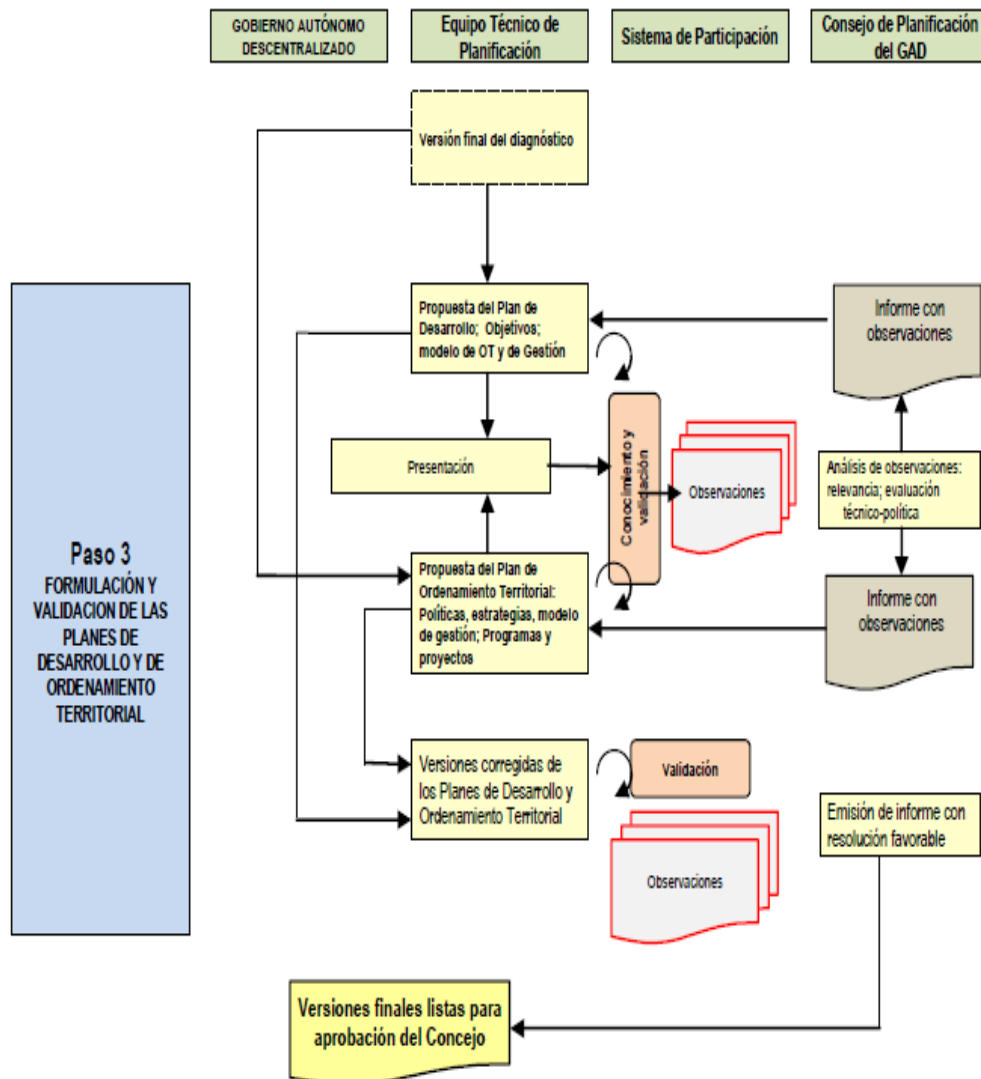 GOBIERNO AUTÓNOMO
DESCENTRALIZADO
Equipo Técnico de
Planificación
Sistema de Participación
Consejo de Planificación
del GAD
Versión final del diagnóstico
Propuesta del Plan de
Desarrollo; Objetivos;
modelo de OT y de Gestión
Informe con
observaciones
Presentación
Conocimiento y
validación
Observaciones
Análisis de observaciones:
relevancia; evaluación
técnico-política
Paso 3
FORMULACIÓN Y
VALIDACION DE LAS
PLANES DE
DESARROLLO Y DE
ORDENAMIENTO
TERRITORIAL
Propuesta del Plan de
Ordenamiento Territorial:
Políticas, estrategias, modelo
de gestión; Programas y
proyectos
Informe con
observaciones
Versiones corregidas de
los Planes de Desarrollo y
Ordenamiento Territorial
Validación
Observaciones
Emisión de informe con
resolución favorable
Versiones finales listas para
aprobación del Concejo